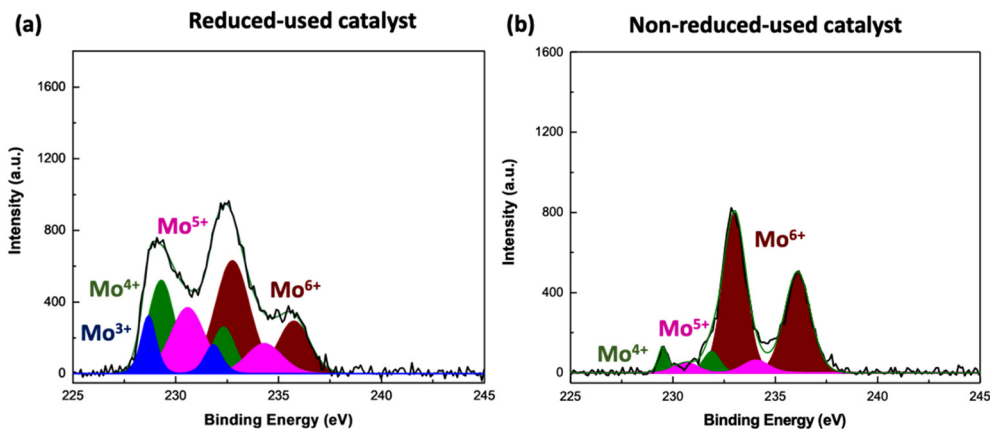 (a)
Reduced-used catalyst
Intensity (a.u.)
1600
1200
800
400
0
Mo⁵⁺
Mo⁴⁺
Mo³⁺
Mo⁶⁺
225
230
235
240
245
Binding Energy (eV)
(b)
Non-reduced-used catalyst
Intensity (a.u.)
1600
1200
800
400
0
Mo⁶⁺
Mo⁵⁺
Mo⁴⁺
225
230
235
240
245
Binding Energy (eV)